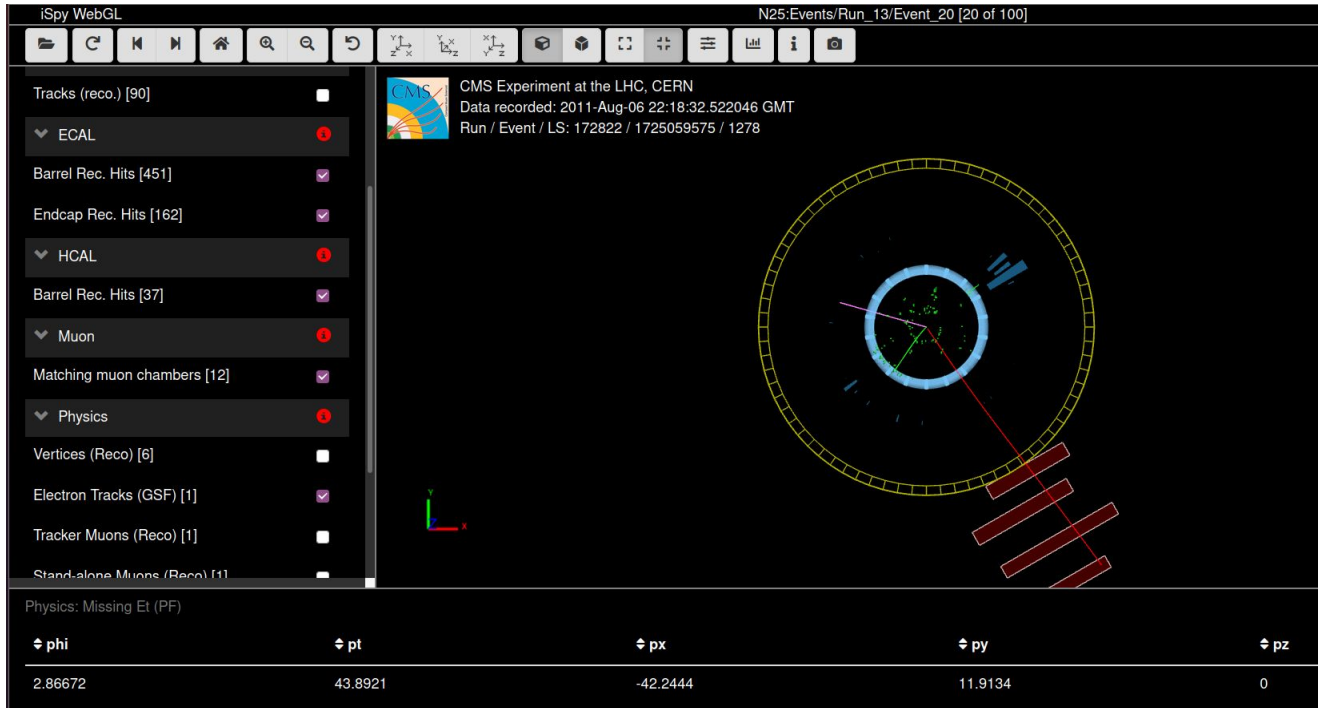 iSpy WebGL
N25:Events/Run_13/Event_20 [20 of 100]
CMS
CMS Experiment at the LHC, CERN
Data recorded: 2011-Aug-06 22:18:32.522046 GMT
Run / Event / LS: 172822 / 1725059575 / 1278
Tracks (reco.) [90]
ECAL
Barrel Rec. Hits [451]
Endcap Rec. Hits [162]
HCAL
Barrel Rec. Hits [37]
Muon
Matching muon chambers [12]
Physics
Vertices (Reco) [6]
Electron Tracks (GSF) [1]
Tracker Muons (Reco) [1]
Stand-alone Muons (Reco) [1]
Y
X
Physics: Missing Et (PF)
phi pt px py pz
2.86672 43.8921 -42.2444 11.9134 0